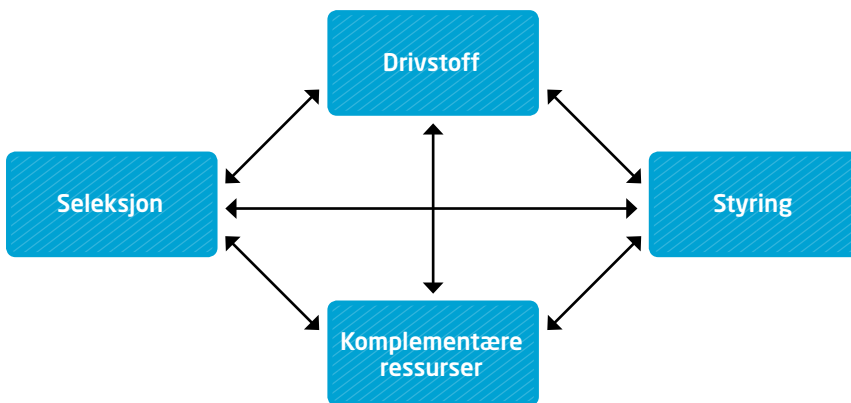 Drivstoff
Seleksjon
Styring
Komplementære
ressurser